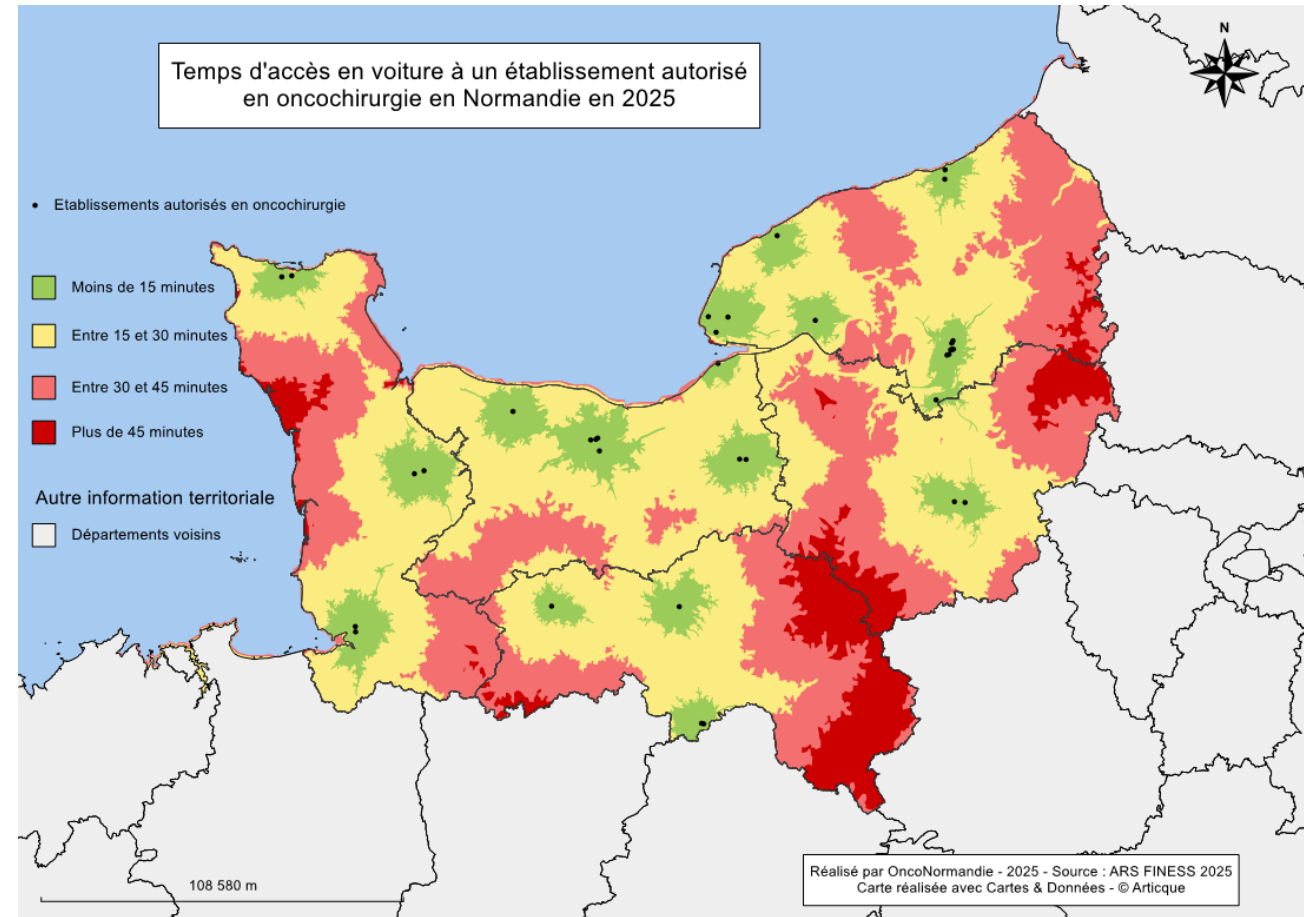 Temps d'accès en voiture à un établissement autorisé
en oncochirurgie en Normandie en 2025
N
Etablissements autorisés en oncochirurgie
Moins de 15 minutes
Entre 15 et 30 minutes
Entre 30 et 45 minutes
Plus de 45 minutes
Autre information territoriale
Départements voisins
108 580 m
Réalisé par OncoNormandie - 2025 - Source : ARS FINESS 2025
Carte réalisée avec Cartes & Données - © Articque